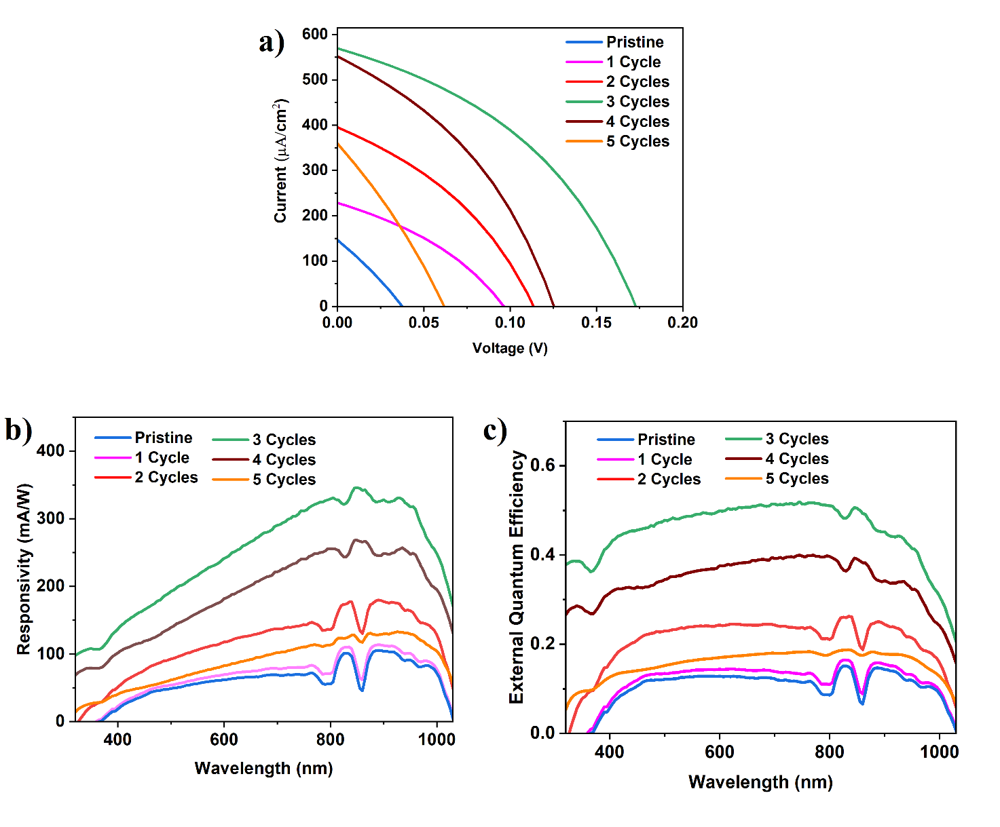 a)
600
500
400
300
200
100
0
0.00 0.05 0.10 0.15 0.20
Current (μA/cm²)
Voltage (V)
Pristine
1 Cycle
2 Cycles
3 Cycles
4 Cycles
5 Cycles
b)
400
300
200
100
0
400 600 800 1000
Responsivity (mA/W)
Wavelength (nm)
Pristine 3 Cycles
1 Cycle 4 Cycles
2 Cycles 5 Cycles
c)
0.6
0.4
0.2
0.0
400 600 800 1000
External Quantum Efficiency
Wavelength (nm)
Pristine 3 Cycles
1 Cycle 4 Cycles
2 Cycles 5 Cycles